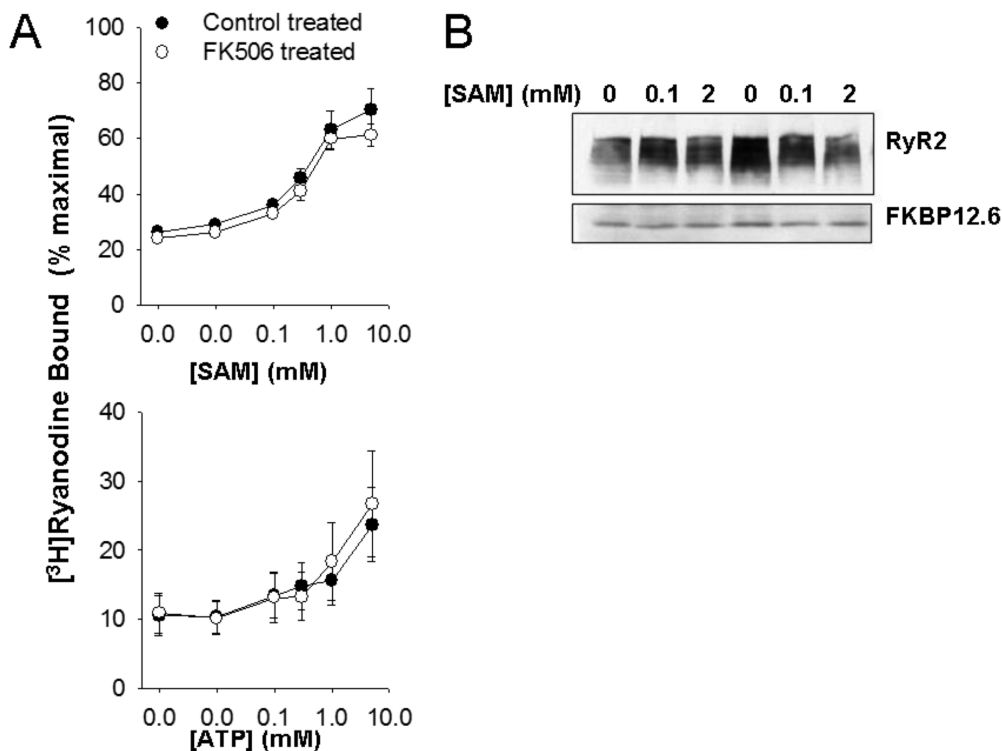 A
Control treated
FK506 treated
[³H]Ryanodine Bound (% maximal)
100
80
60
40
20
0
0.0 0.0 0.1 1.0 10.0
[SAM] (mM)
40
30
20
10
0
0.0 0.0 0.1 1.0 10.0
[ATP] (mM)
B
[SAM] (mM) 0 0.1 2 0 0.1 2
RyR2
FKBP12.6